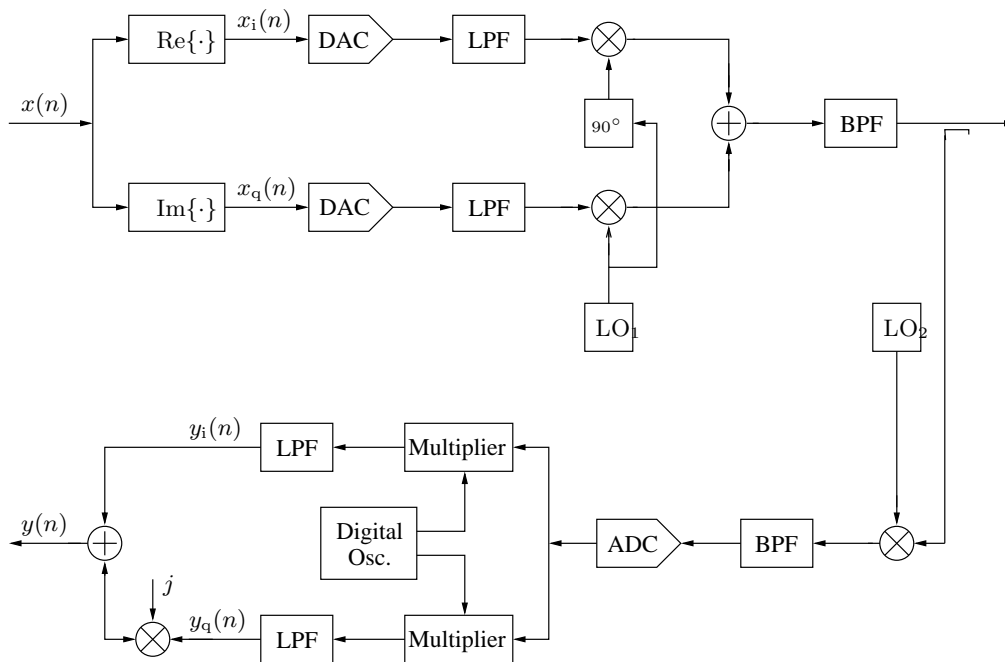 x_i(n)
Re{·}
DAC
LPF
x(n)
90°
BPF
x_q(n)
Im{·}
DAC
LPF
LO_1
LO_2
y_i(n)
LPF
Multiplier
y(n)
Digital
Osc.
ADC
BPF
j
y_q(n)
LPF
Multiplier